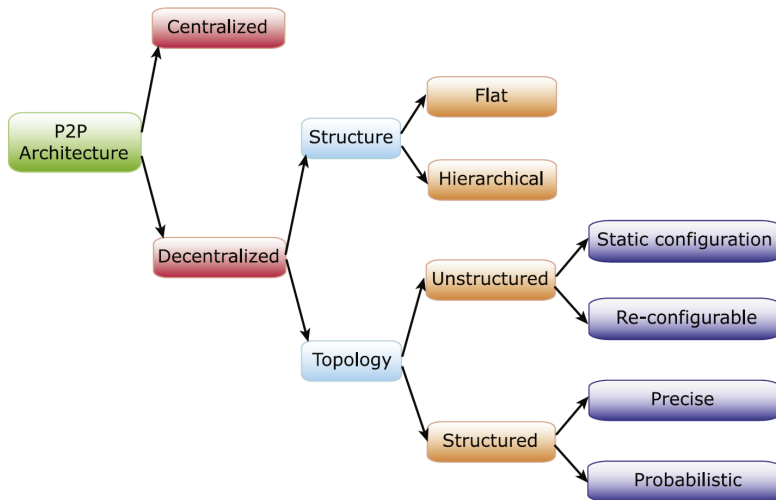 Centralized
P2P
Architecture
Decentralized
Structure
Topology
Flat
Hierarchical
Unstructured
Structured
Static configuration
Re-configurable
Precise
Probabilistic